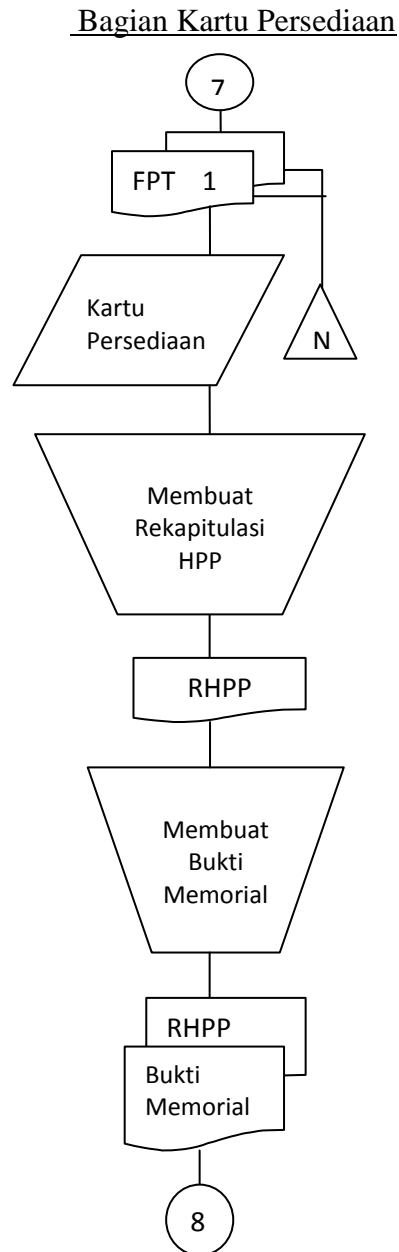 Bagian Kartu Persediaan
7
FPT 1
Kartu
Persediaan
N
Membuat
Rekapitulasi
HPP
RHPP
Membuat
Bukti
Memorial
RHPP
Bukti
Memorial
8